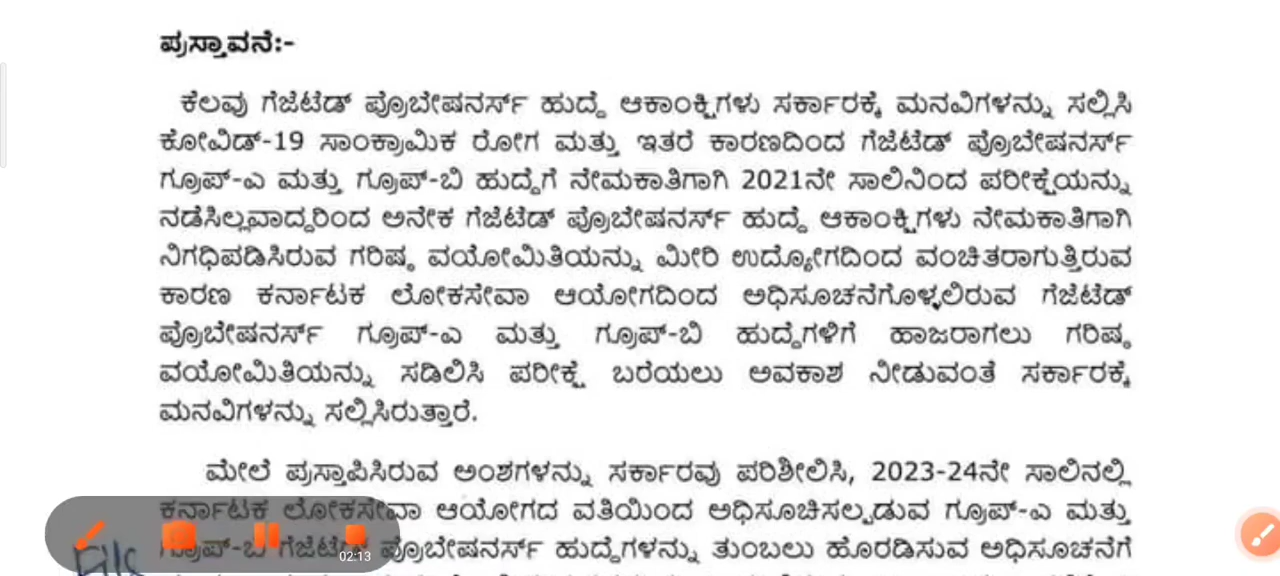 ಪ್ರಸ್ತಾವನೆ:-
ಕೆಲವು ಗೆಜೆಟೆಡ್ ಪ್ರೊಬೇಷನರ್ಸ್ ಹುದ್ದೆ ಆಕಾಂಕ್ಷಿಗಳು ಸರ್ಕಾರಕ್ಕೆ ಮನವಿಗಳನ್ನು ಸಲ್ಲಿಸಿ
ಕೋವಿಡ್-19 ಸಾಂಕ್ರಾಮಿಕ ರೋಗ ಮತ್ತು ಇತರೆ ಕಾರಣದಿಂದ ಗೆಜೆಟೆಡ್ ಪ್ರೊಬೇಷನರ್ಸ್
ಗ್ರೂಪ್-ಎ ಮತ್ತು ಗ್ರೂಪ್-ಬಿ ಹುದ್ದೆಗೆ ನೇಮಕಾತಿಗಾಗಿ 2021ನೇ ಸಾಲಿನಿಂದ ಪರೀಕ್ಷೆಯನ್ನು
ನಡೆಸಿಲ್ಲವಾದ್ದರಿಂದ ಅನೇಕ ಗೆಜೆಟೆಡ್ ಪ್ರೊಬೇಷನರ್ಸ್ ಹುದ್ದೆ ಆಕಾಂಕ್ಷಿಗಳು ನೇಮಕಾತಿಗಾಗಿ
ನಿಗಧಿಪಡಿಸಿರುವ ಗರಿಷ್ಠ ವಯೋಮಿತಿಯನ್ನು ಮೀರಿ ಉದ್ಯೋಗದಿಂದ ವಂಚಿತರಾಗುತ್ತಿರುವ
ಕಾರಣ ಕರ್ನಾಟಕ ಲೋಕಸೇವಾ ಆಯೋಗದಿಂದ ಅಧಿಸೂಚನೆಗೊಳ್ಳಲಿರುವ ಗೆಜೆಟೆಡ್
ಪ್ರೊಬೇಷನರ್ಸ್ ಗ್ರೂಪ್-ಎ ಮತ್ತು ಗ್ರೂಪ್-ಬಿ ಹುದ್ದೆಗಳಿಗೆ ಹಾಜರಾಗಲು ಗರಿಷ್ಠ
ವಯೋಮಿತಿಯನ್ನು ಸಡಿಲಿಸಿ ಪರೀಕ್ಷೆ ಬರೆಯಲು ಅವಕಾಶ ನೀಡುವಂತೆ ಸರ್ಕಾರಕ್ಕೆ
ಮನವಿಗಳನ್ನು ಸಲ್ಲಿಸಿರುತ್ತಾರೆ.
ಮೇಲೆ ಪ್ರಸ್ತಾಪಿಸಿರುವ ಅಂಶಗಳನ್ನು ಸರ್ಕಾರವು ಪರಿಶೀಲಿಸಿ, 2023-24ನೇ ಸಾಲಿನಲ್ಲಿ
ಕರ್ನಾಟಕ ಲೋಕಸೇವಾ ಆಯೋಗದ ವತಿಯಿಂದ ಅಧಿಸೂಚಿಸಲ್ಪಡುವ ಗ್ರೂಪ್-ಎ ಮತ್ತು
ಗ್ರೂಪ್-ಬಿ ಗೆಜೆಟೆಡ್ ಪ್ರೊಬೇಷನರ್ಸ್ ಹುದ್ದೆಗಳನ್ನು ತುಂಬಲು ಹೊರಡಿಸುವ ಅಧಿಸೂಚನೆಗೆ
02:13